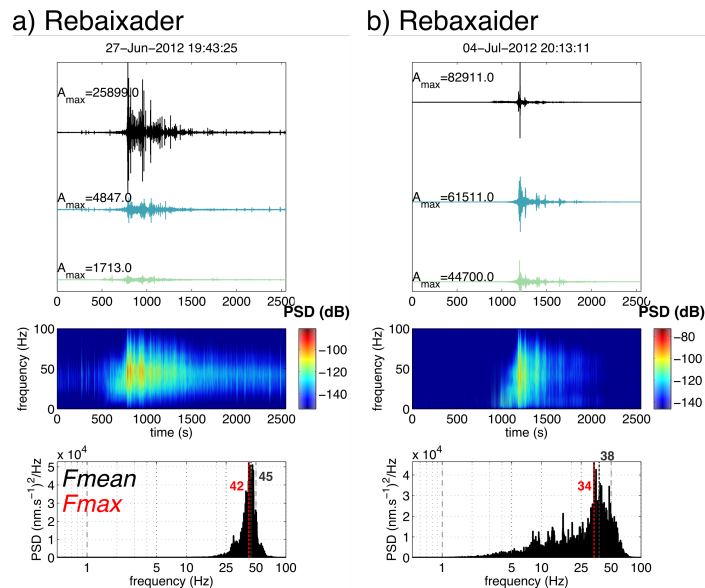 a) Rebaixader
27-Jun-2012 19:43:25
Amax=25899.0
Amax=4847.0
Amax=1713.0
0 500 1000 1500 2000 2500
PSD (dB)
frequency (Hz)
100
50
0
0 500 1000 1500 2000 2500
time (s)
-100
-120
-140
x 10^4
PSD (nm.s^-1)^2/Hz
5
4
3
2
1
0
Fmean
Fmax
42
45
1 5 10 25 50 100
frequency (Hz)
b) Rebaxaider
04-Jul-2012 20:13:11
Amax=82911.0
Amax=61511.0
Amax=44700.0
0 500 1000 1500 2000 2500
PSD (dB)
frequency (Hz)
100
50
0
0 500 1000 1500 2000 2500
time (s)
-80
-100
-120
-140
x 10^4
PSD (nm.s^-1)^2/Hz
4
3
2
1
0
34
38
1 5 10 25 50 100
frequency (Hz)